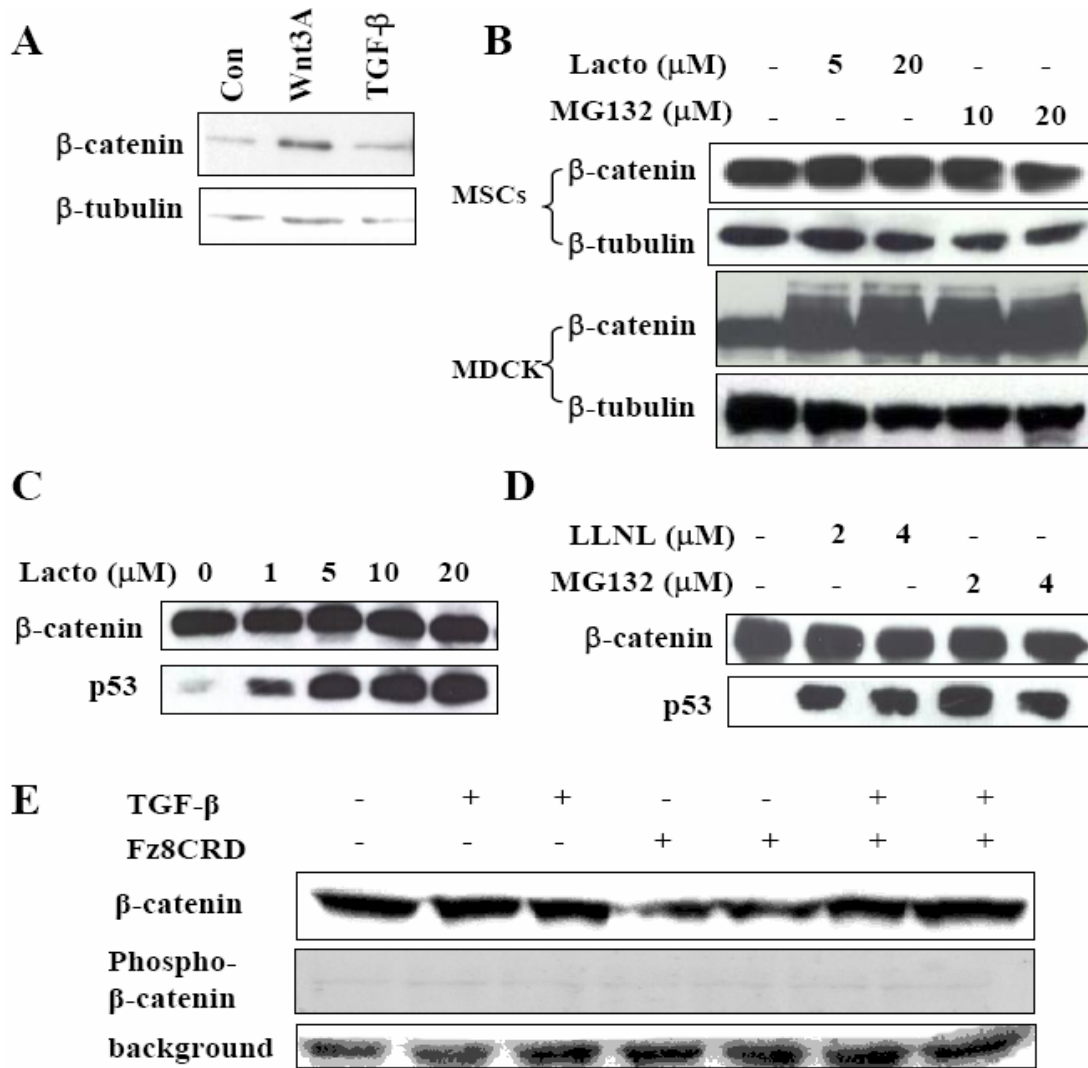 A
Con Wnt3A TGF-β
β-catenin
β-tubulin
B
Lacto (μM) - 5 20 - -
MG132 (μM) - - - 10 20
MSCs
β-catenin
β-tubulin
MDCK
β-catenin
β-tubulin
C
Lacto (μM) 0 1 5 10 20
β-catenin
p53
D
LLNL (μM) - 2 4 - -
MG132 (μM) - - - 2 4
β-catenin
p53
E
TGF-β - + + - - + +
Fz8CRD - - - + + + +
β-catenin
Phospho-
β-catenin
background